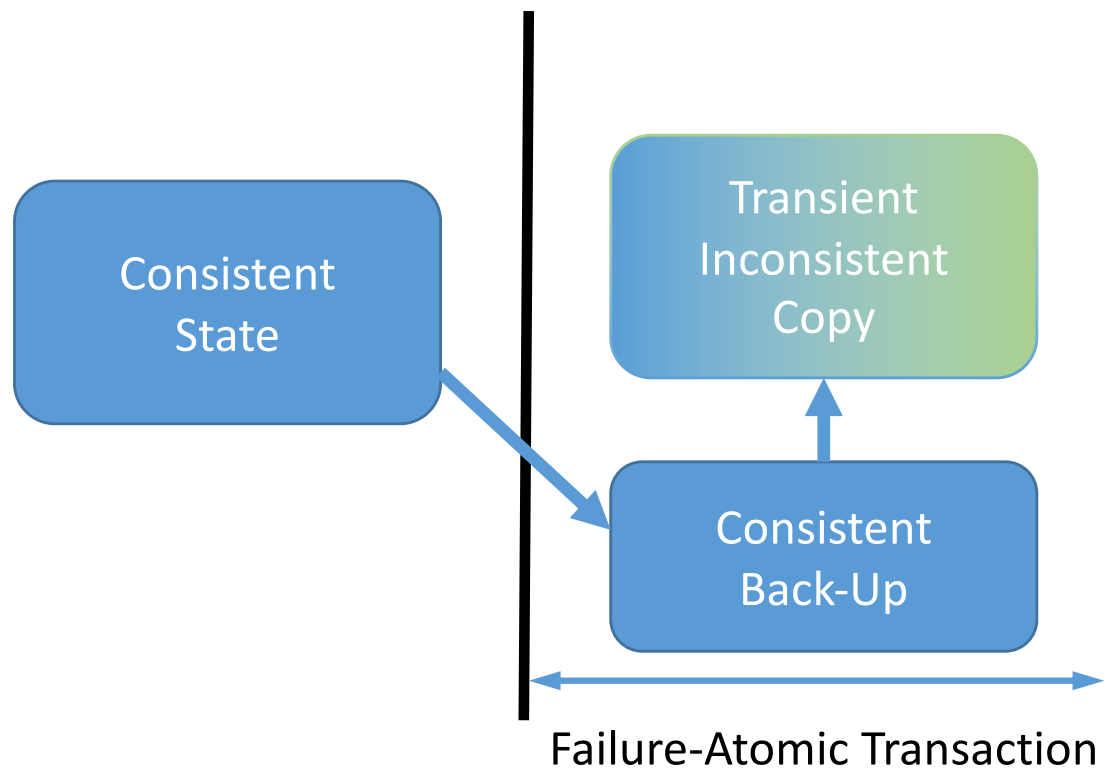 Consistent
State
Transient
Inconsistent
Copy
Consistent
Back-Up
Failure-Atomic Transaction